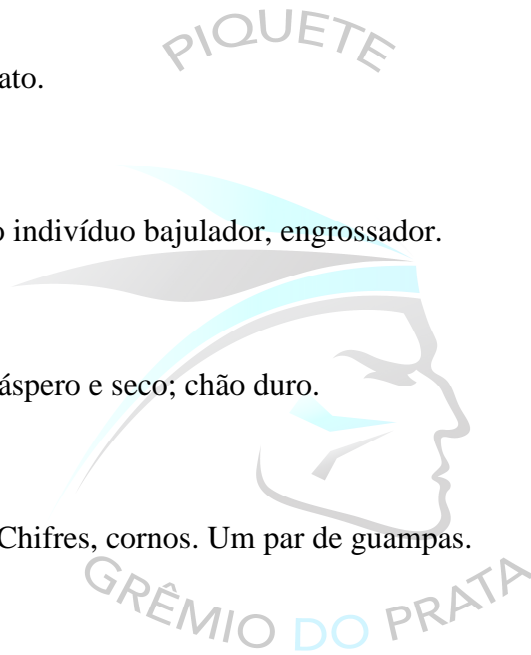 PIQUETE
ato.
o indivíduo bajulador, engrossador.
áspero e seco; chão duro.
Chifres, cornos. Um par de guampas.
GRÊMIO DO PRATA